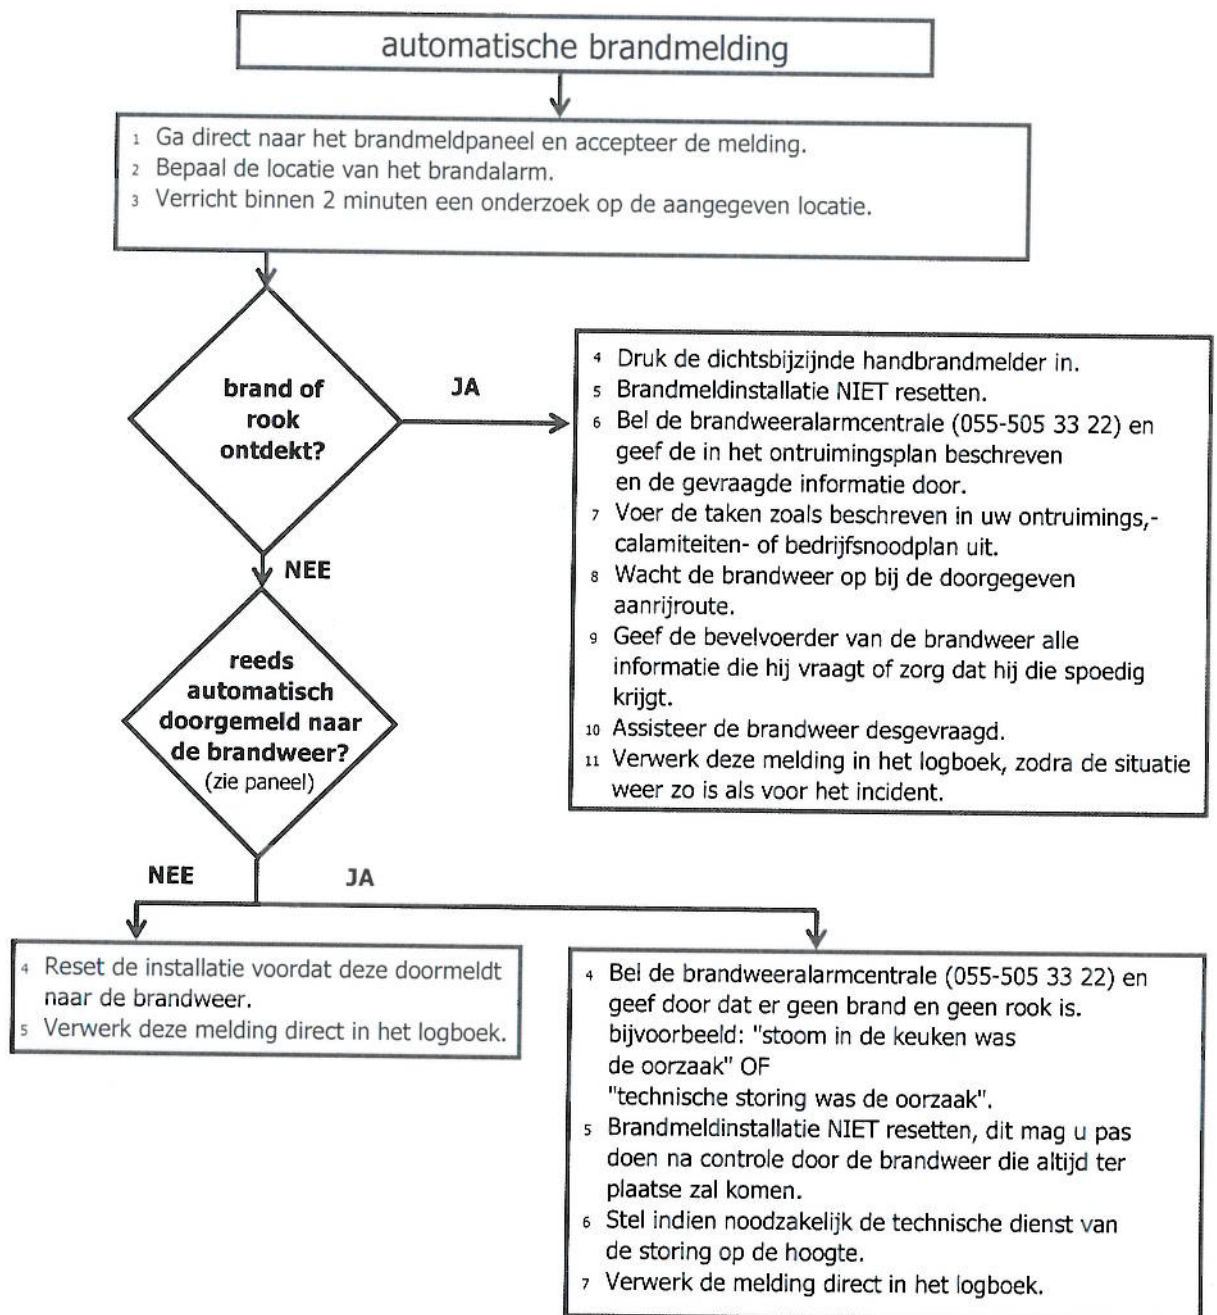 automatische brandmelding
1 Ga direct naar het brandmeldpaneel en accepteer de melding.
2 Bepaal de locatie van het brandalarm.
3 Verricht binnen 2 minuten een onderzoek op de aangegeven locatie.
brand of
rook
ontdekt?
JA
4 Druk de dichtsbijzijnde handbrandmelder in.
5 Brandmeldinstallatie NIET resetten.
6 Bel de brandweeralarmcentrale (055-505 33 22) en
geef de in het ontruimingsplan beschreven
en de gevraagde informatie door.
7 Voer de taken zoals beschreven in uw ontruimings,-
calamiteiten- of bedrijfsnoodplan uit.
8 Wacht de brandweer op bij de doorgegeven
aanrijroute.
9 Geef de bevelvoerder van de brandweer alle
informatie die hij vraagt of zorg dat hij die spoedig
krijgt.
10 Assisteer de brandweer desgevraagd.
11 Verwerk deze melding in het logboek, zodra de situatie
weer zo is als voor het incident.
NEE
reeds
automatisch
doorgemeld naar
de brandweer?
(zie paneel)
NEE
JA
4 Reset de installatie voordat deze doormeldt
naar de brandweer.
5 Verwerk deze melding direct in het logboek.
4 Bel de brandweeralarmcentrale (055-505 33 22) en
geef door dat er geen brand en geen rook is.
bijvoorbeeld: "stoom in de keuken was
de oorzaak" OF
"technische storing was de oorzaak".
5 Brandmeldinstallatie NIET resetten, dit mag u pas
doen na controle door de brandweer die altijd ter
plaatse zal komen.
6 Stel indien noodzakelijk de technische dienst van
de storing op de hoogte.
7 Verwerk de melding direct in het logboek.